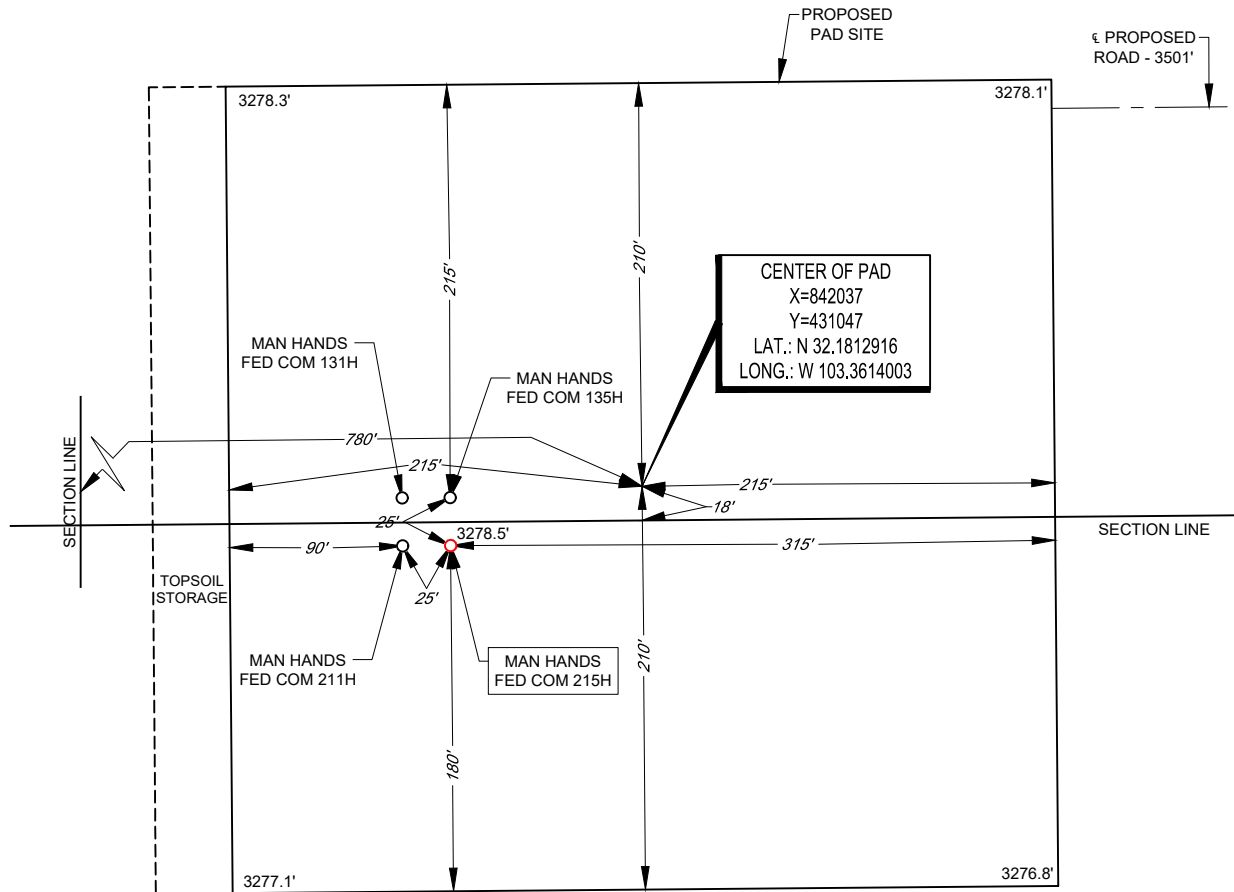 PROPOSED
PAD SITE
℄ PROPOSED
ROAD - 3501'
3278.3'
3278.1'
215'
210'
CENTER OF PAD
X=842037
Y=431047
LAT.: N 32.1812916
LONG.: W 103.3614003
MAN HANDS
FED COM 131H
MAN HANDS
FED COM 135H
SECTION LINE
780'
215'
215'
18'
25'
3278.5'
SECTION LINE
90'
315'
TOPSOIL
STORAGE
25'
MAN HANDS
FED COM 211H
MAN HANDS
FED COM 215H
210'
180'
3277.1'
3276.8'